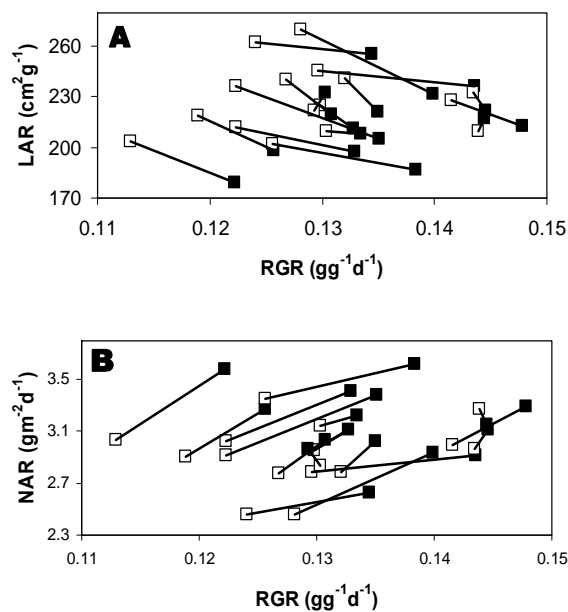 A
LAR (cm²g⁻¹)
260
230
200
170
0.11 0.12 0.13 0.14 0.15
RGR (gg⁻¹d⁻¹)
B
NAR (gm⁻²d⁻¹)
3.5
3.1
2.7
2.3
0.11 0.12 0.13 0.14 0.15
RGR (gg⁻¹d⁻¹)